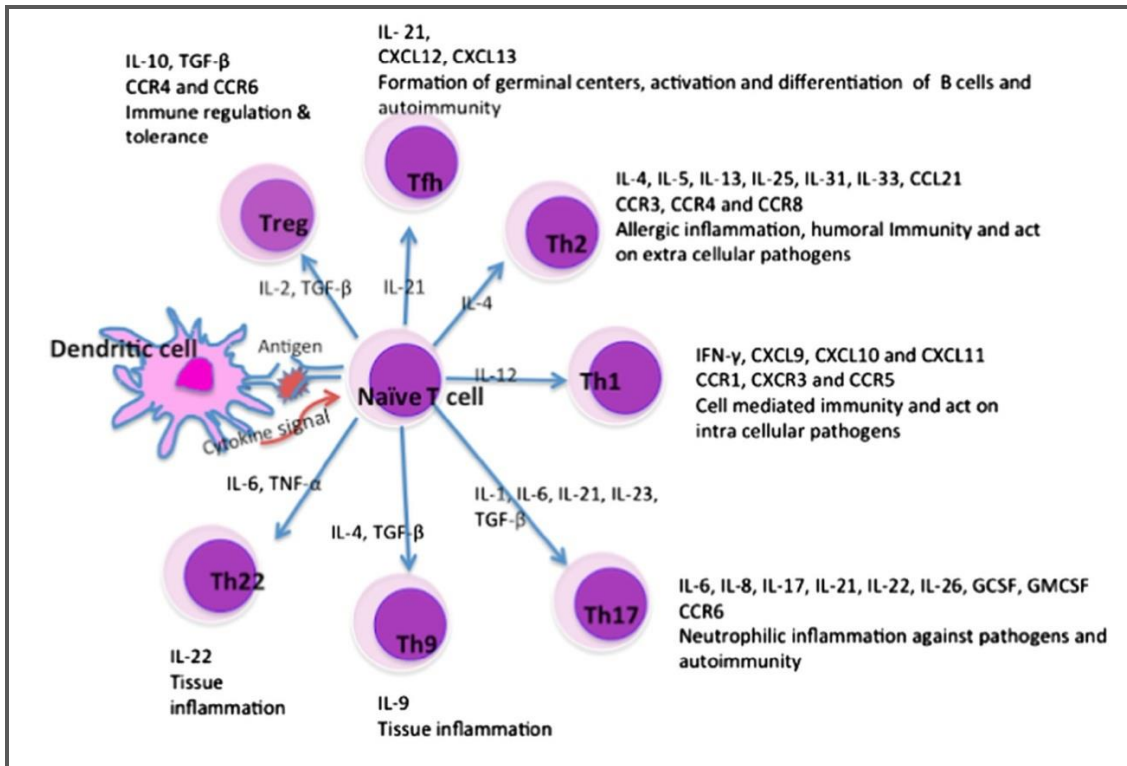 IL-10, TGF-β
CCR4 and CCR6
Immune regulation &
tolerance
IL- 21,
CXCL12, CXCL13
Formation of germinal centers, activation and differentiation of B cells and
autoimmunity
Treg
Tfh
IL-4, IL-5, IL-13, IL-25, IL-31, IL-33, CCL21
CCR3, CCR4 and CCR8
Allergic inflammation, humoral Immunity and act
on extra cellular pathogens
Th2
IL-2, TGF-β
IL-21
IL-4
Dendritic cell
Antigen
Cytokine signal
Naïve T cell
IL-12
Th1
IFN-γ, CXCL9, CXCL10 and CXCL11
CCR1, CXCR3 and CCR5
Cell mediated immunity and act on
intra cellular pathogens
IL-6, TNF-α
IL-4, TGF-β
IL-1, IL-6, IL-21, IL-23,
TGF-β
Th22
IL-22
Tissue
inflammation
Th9
IL-9
Tissue inflammation
Th17
IL-6, IL-8, IL-17, IL-21, IL-22, IL-26, GCSF, GMCSF
CCR6
Neutrophilic inflammation against pathogens and
autoimmunity